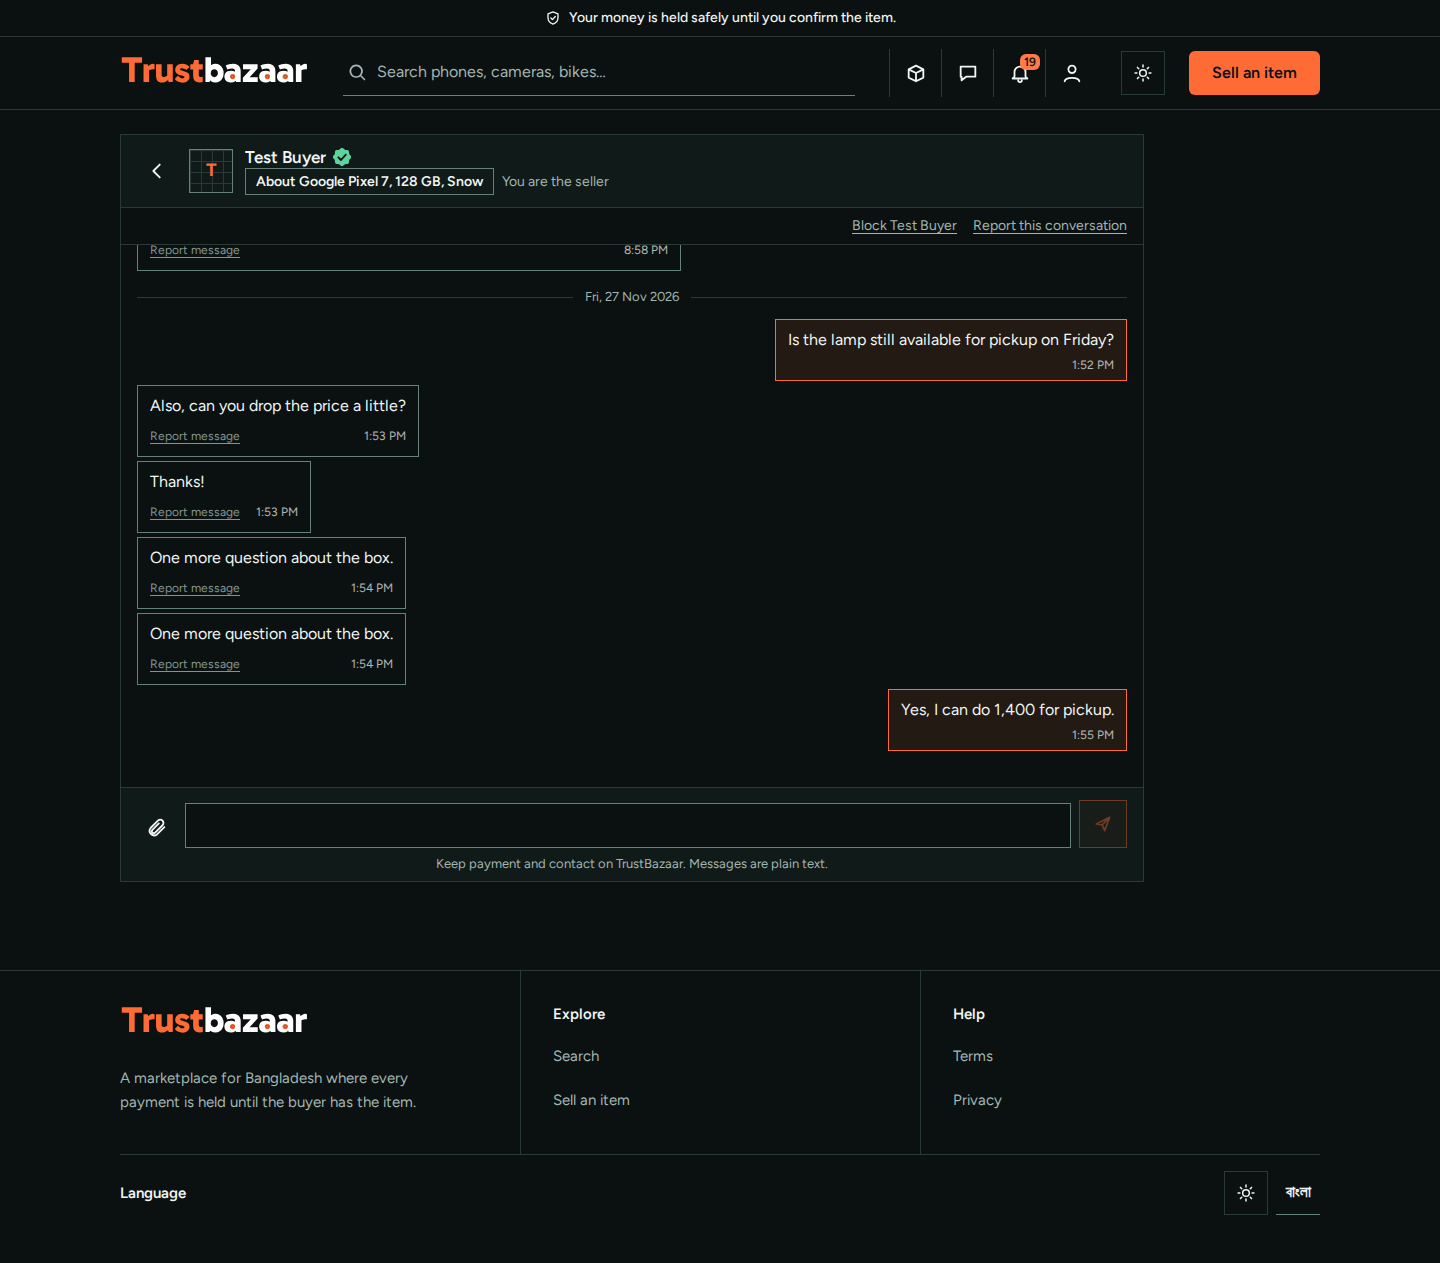 Your money is held safely until you confirm the item.
Trustbazaar
Search phones, cameras, bikes...
19
Sell an item
T
Test Buyer
About Google Pixel 7, 128 GB, Snow
You are the seller
Block Test Buyer
Report this conversation
Report message
8:58 PM
Fri, 27 Nov 2026
Is the lamp still available for pickup on Friday?
1:52 PM
Also, can you drop the price a little?
Report message
1:53 PM
Thanks!
Report message
1:53 PM
One more question about the box.
Report message
1:54 PM
One more question about the box.
Report message
1:54 PM
Yes, I can do 1,400 for pickup.
1:55 PM
Keep payment and contact on TrustBazaar. Messages are plain text.
Trustbazaar
A marketplace for Bangladesh where every
payment is held until the buyer has the item.
Explore
Search
Sell an item
Help
Terms
Privacy
Language
বাংলা